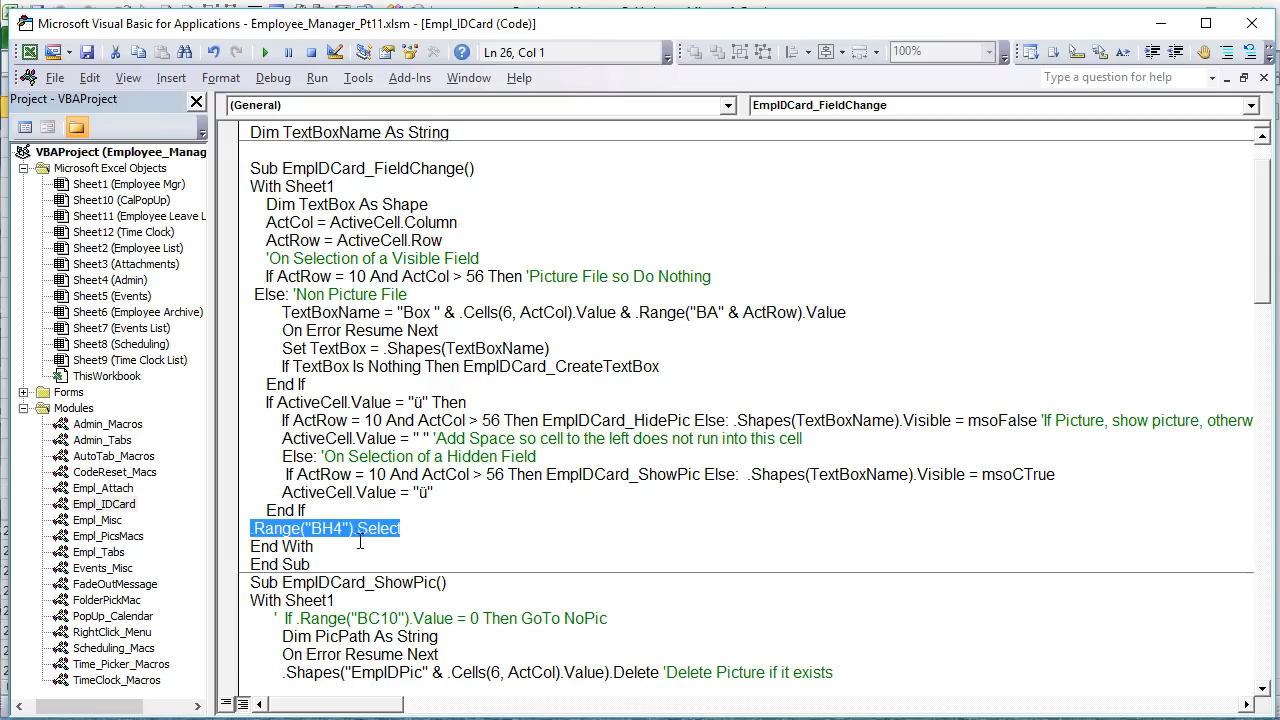 Microsoft Visual Basic for Applications - Employee_Manager_Pt11.xlsm - [Empl_IDCard (Code)]
Ln 26, Col 1
100%
File Edit View Insert Format Debug Run Tools Add-Ins Window Help
Type a question for help
Project - VBAProject
(General)
EmplDCard_FieldChange
VBAProject (Employee_Manag
Microsoft Excel Objects
Sheet1 (Employee Mgr)
Sheet10 (CalPopUp)
Sheet11 (Employee Leave L
Sheet12 (Time Clock)
Sheet2 (Employee List)
Sheet3 (Attachments)
Sheet4 (Admin)
Sheet5 (Events)
Sheet6 (Employee Archive)
Sheet7 (Events List)
Sheet8 (Scheduling)
Sheet9 (Time Clock List)
ThisWorkbook
Forms
Modules
Admin_Macros
Admin_Tabs
AutoTab_Macros
CodeReset_Macs
Empl_Attach
Empl_IDCard
Empl_Misc
Empl_PicsMacs
Empl_Tabs
Events_Misc
FadeOutMessage
FolderPickMac
PopUp_Calendar
RightClick_Menu
Scheduling_Macs
Time_Picker_Macros
TimeClock_Macros
Dim TextBoxName As String
Sub EmplDCard_FieldChange()
With Sheet1
Dim TextBox As Shape
ActCol = ActiveCell.Column
ActRow = ActiveCell.Row
'On Selection of a Visible Field
If ActRow = 10 And ActCol > 56 Then 'Picture File so Do Nothing
Else: 'Non Picture File
TextBoxName = "Box " & .Cells(6, ActCol).Value & .Range("BA" & ActRow).Value
On Error Resume Next
Set TextBox = .Shapes(TextBoxName)
If TextBox Is Nothing Then EmplDCard_CreateTextBox
End If
If ActiveCell.Value = "ü" Then
If ActRow = 10 And ActCol > 56 Then EmplDCard_HidePic Else: .Shapes(TextBoxName).Visible = msoFalse 'If Picture, show picture, otherw
ActiveCell.Value = " " 'Add Space so cell to the left does not run into this cell
Else: 'On Selection of a Hidden Field
If ActRow = 10 And ActCol > 56 Then EmplDCard_ShowPic Else: .Shapes(TextBoxName).Visible = msoCTrue
ActiveCell.Value = "ü"
End If
.Range("BH4").Select
End With
End Sub
Sub EmplDCard_ShowPic()
With Sheet1
' If .Range("BC10").Value = 0 Then GoTo NoPic
Dim PicPath As String
On Error Resume Next
.Shapes("EmplDPic" & .Cells(6, ActCol).Value).Delete 'Delete Picture if it exists